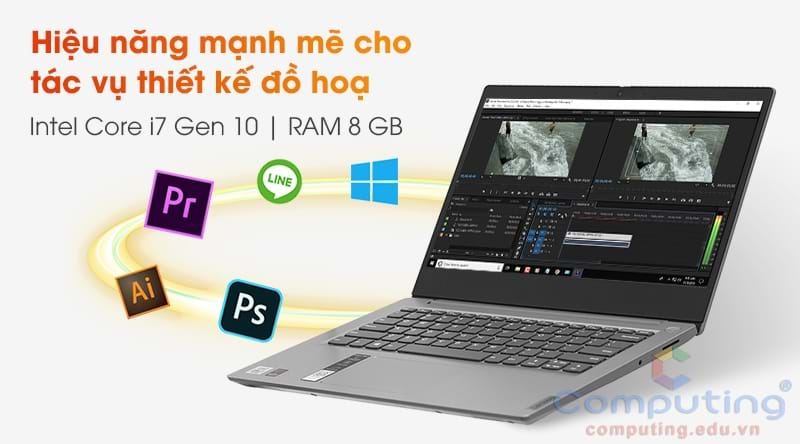 Hiệu năng mạnh mẽ cho
tác vụ thiết kế đồ hoạ
Intel Core i7 Gen 10 | RAM 8 GB
LINE
Pr
Ai
Ps
Computing®
computing.edu.vn